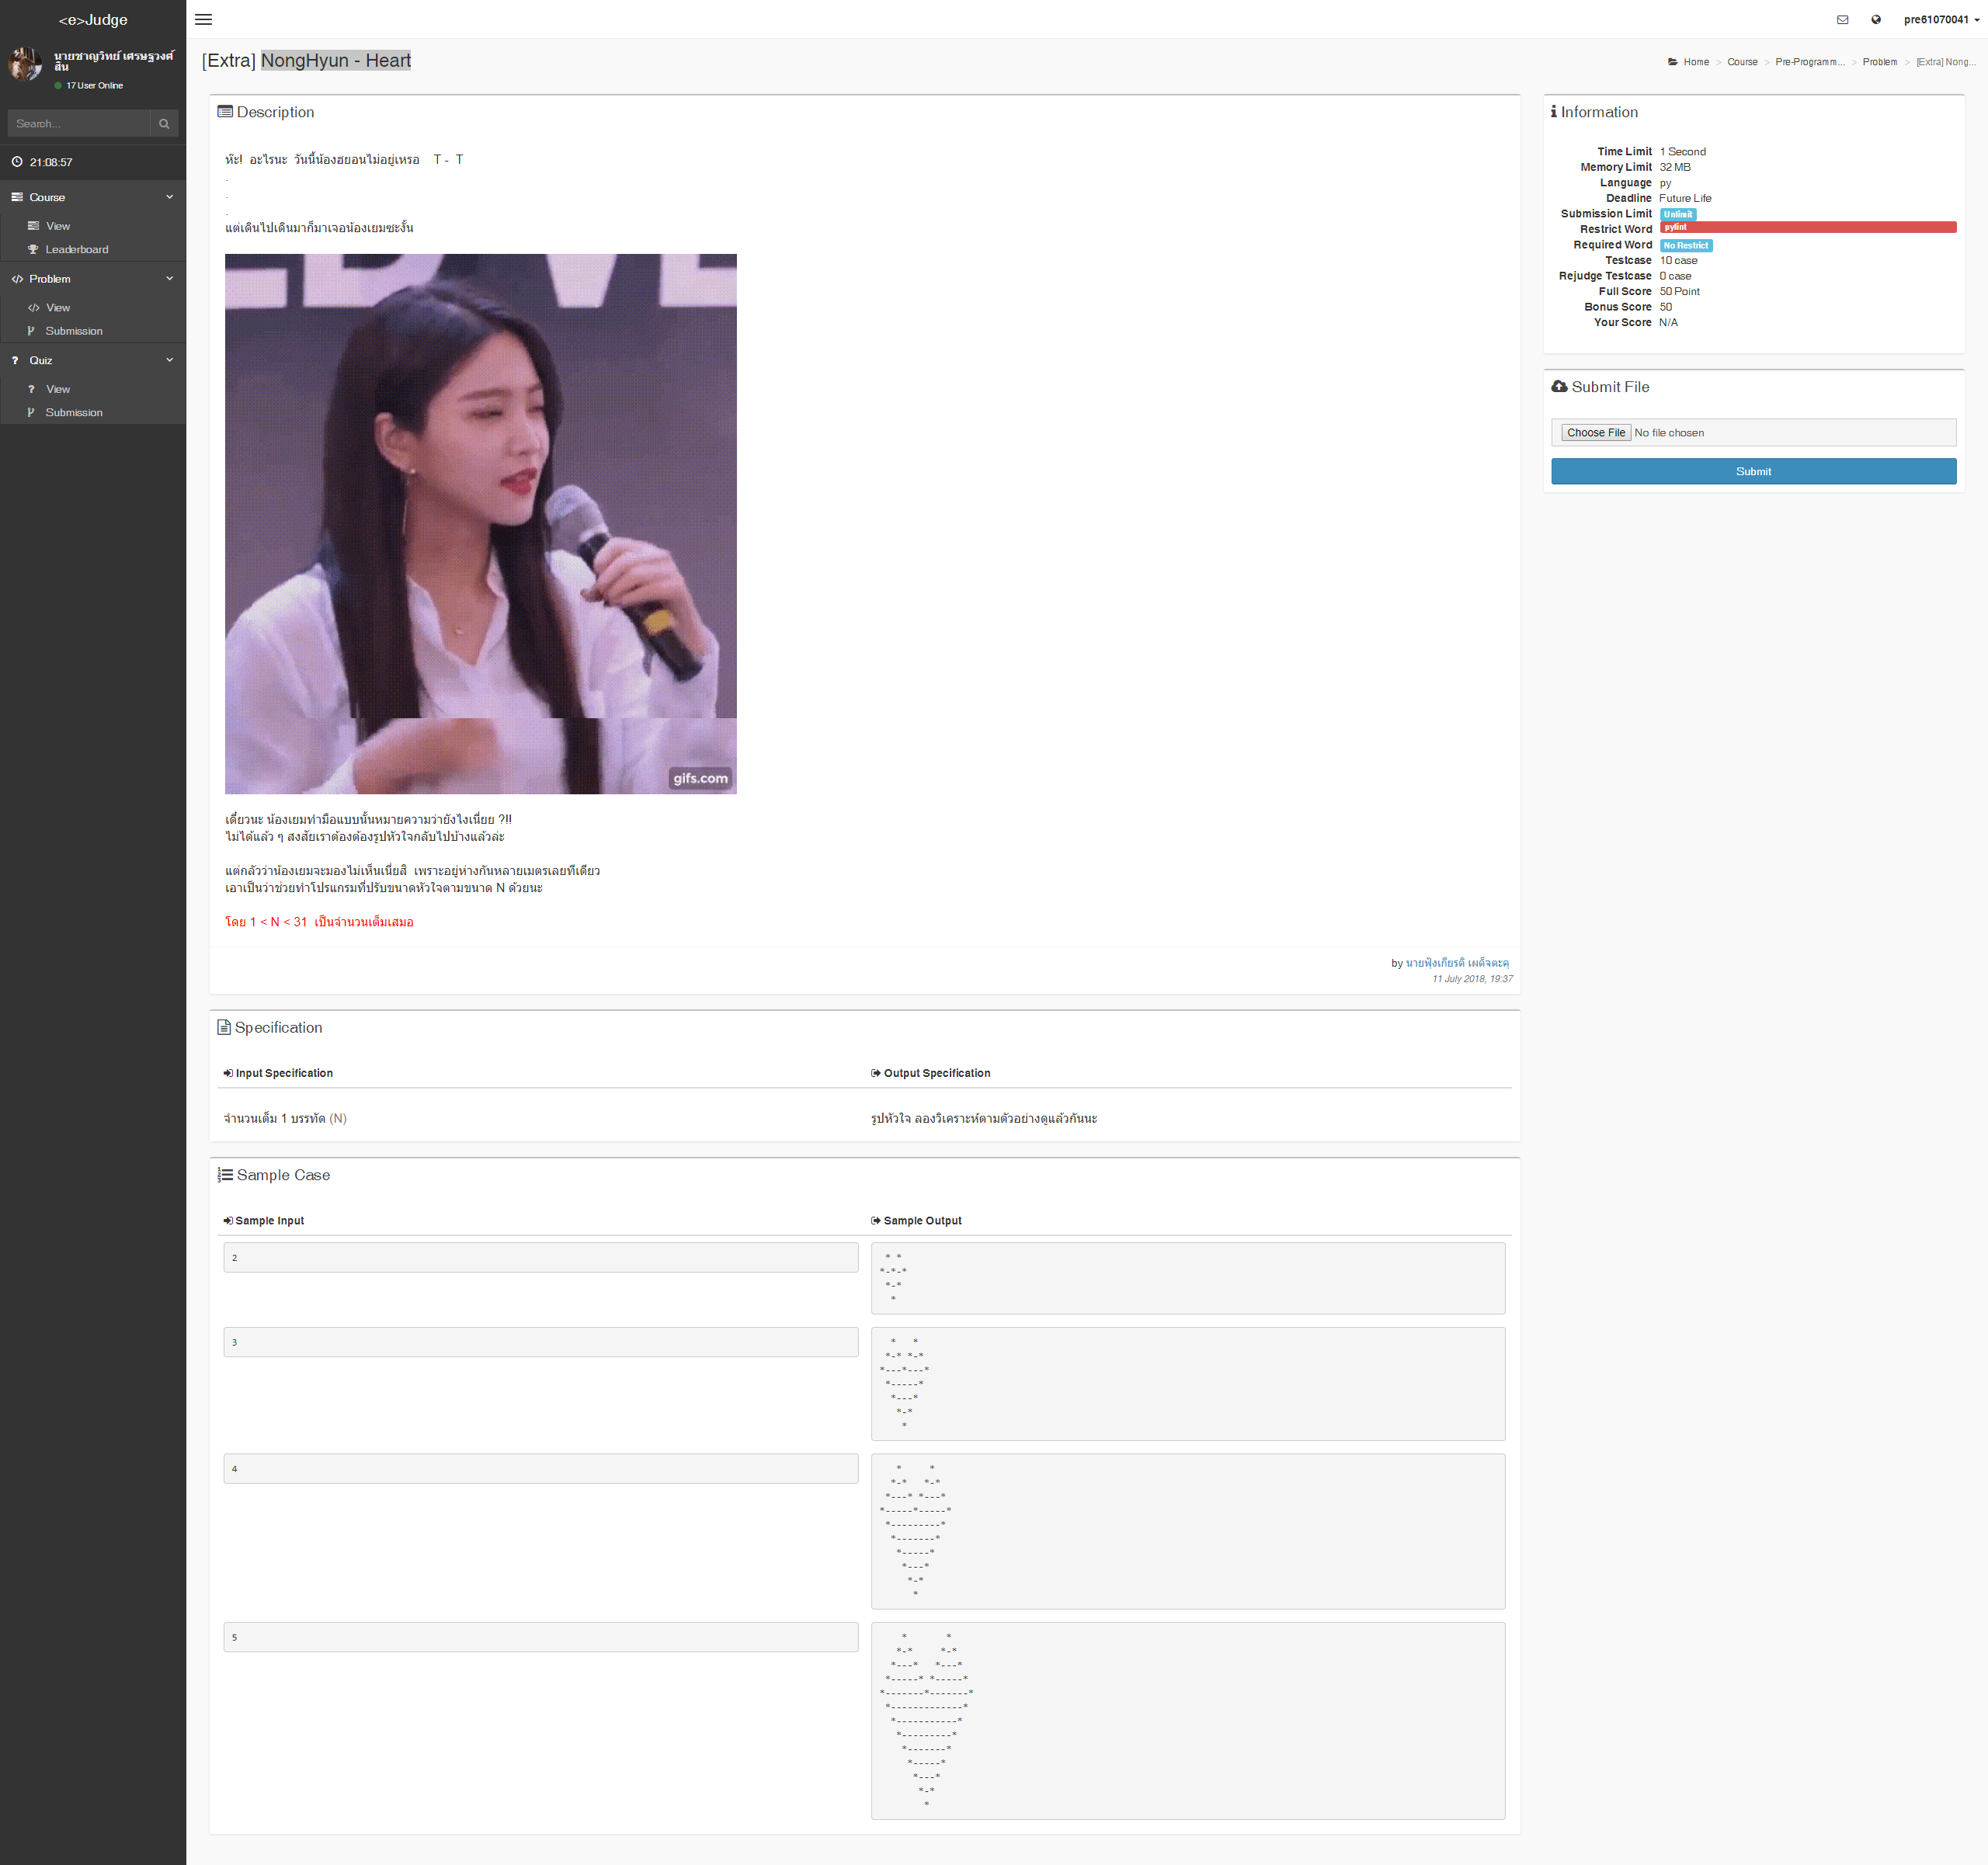 <e>Judge
นายชาญวิทย์ เศรษฐวงศ์
สิน
17 User Online
Search...
21:08:57
Course
View
Leaderboard
Problem
View
Submission
Quiz
View
Submission
pre61070041
[Extra] NongHyun - Heart
Home > Course > Pre-Programm... > Problem > [Extra] Nong...
Description
ห๊ะ!  อะไรนะ  วันนี้น้องฮยอนไม่อยู่เหรอ    T -  T
.
.
.
แต่เดินไปเดินมาก็มาเจอน้องเยมซะงั้น
gifs.com
เดี๋ยวนะ น้องเยมทำมือแบบนั้นหมายความว่ายังไงเนี่ยย ?!!
ไม่ได้แล้ว ๆ สงสัยเราต้องต้องรูปหัวใจกลับไปบ้างแล้วล่ะ
แต่กลัวว่าน้องเยมจะมองไม่เห็นเนี่ยสิ  เพราะอยู่ห่างกันหลายเมตรเลยทีเดียว
เอาเป็นว่าช่วยทำโปรแกรมที่ปรับขนาดหัวใจตามขนาด N ด้วยนะ
โดย 1 < N < 31  เป็นจำนวนเต็มเสมอ
by นายฟุ้งเกียรติ เผด็จตะคุ
11 July 2018, 19:37
Specification
Input Specification
จำนวนเต็ม 1 บรรทัด (N)
Output Specification
รูปหัวใจ ลองวิเคราะห์ตามตัวอย่างดูแล้วกันนะ
Sample Case
Sample Input
Sample Output
2
 * *
*-*-*
 *-*
  *
3
  *   *
 *-* *-*
*---*---*
 *-----*
  *---*
   *-*
    *
4
   *     *
  *-*   *-*
 *---* *---*
*-----*-----*
 *---------*
  *-------*
   *-----*
    *---*
     *-*
      *
5
    *       *
   *-*     *-*
  *---*   *---*
 *-----* *-----*
*-------*-------*
 *-------------*
  *-----------*
   *---------*
    *-------*
     *-----*
      *---*
       *-*
        *
Information
Time Limit 1 Second
Memory Limit 32 MB
Language py
Deadline Future Life
Submission Limit Unlimit
Restrict Word pylint
Required Word No Restrict
Testcase 10 case
Rejudge Testcase 0 case
Full Score 50 Point
Bonus Score 50
Your Score N/A
Submit File
Choose File No file chosen
Submit